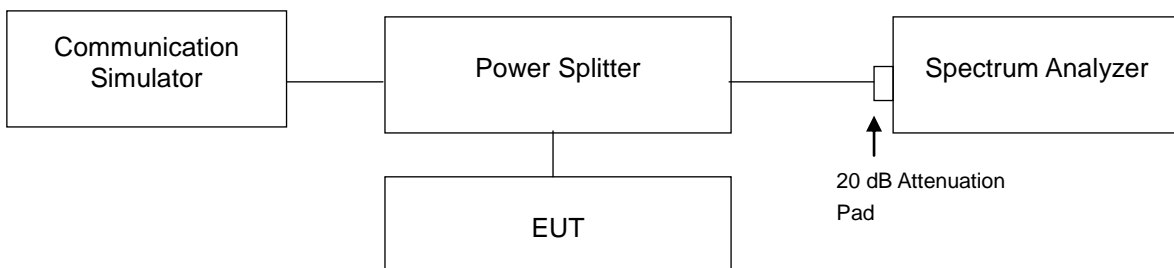 Communication
Simulator
Power Splitter
Spectrum Analyzer
20 dB Attenuation
Pad
EUT